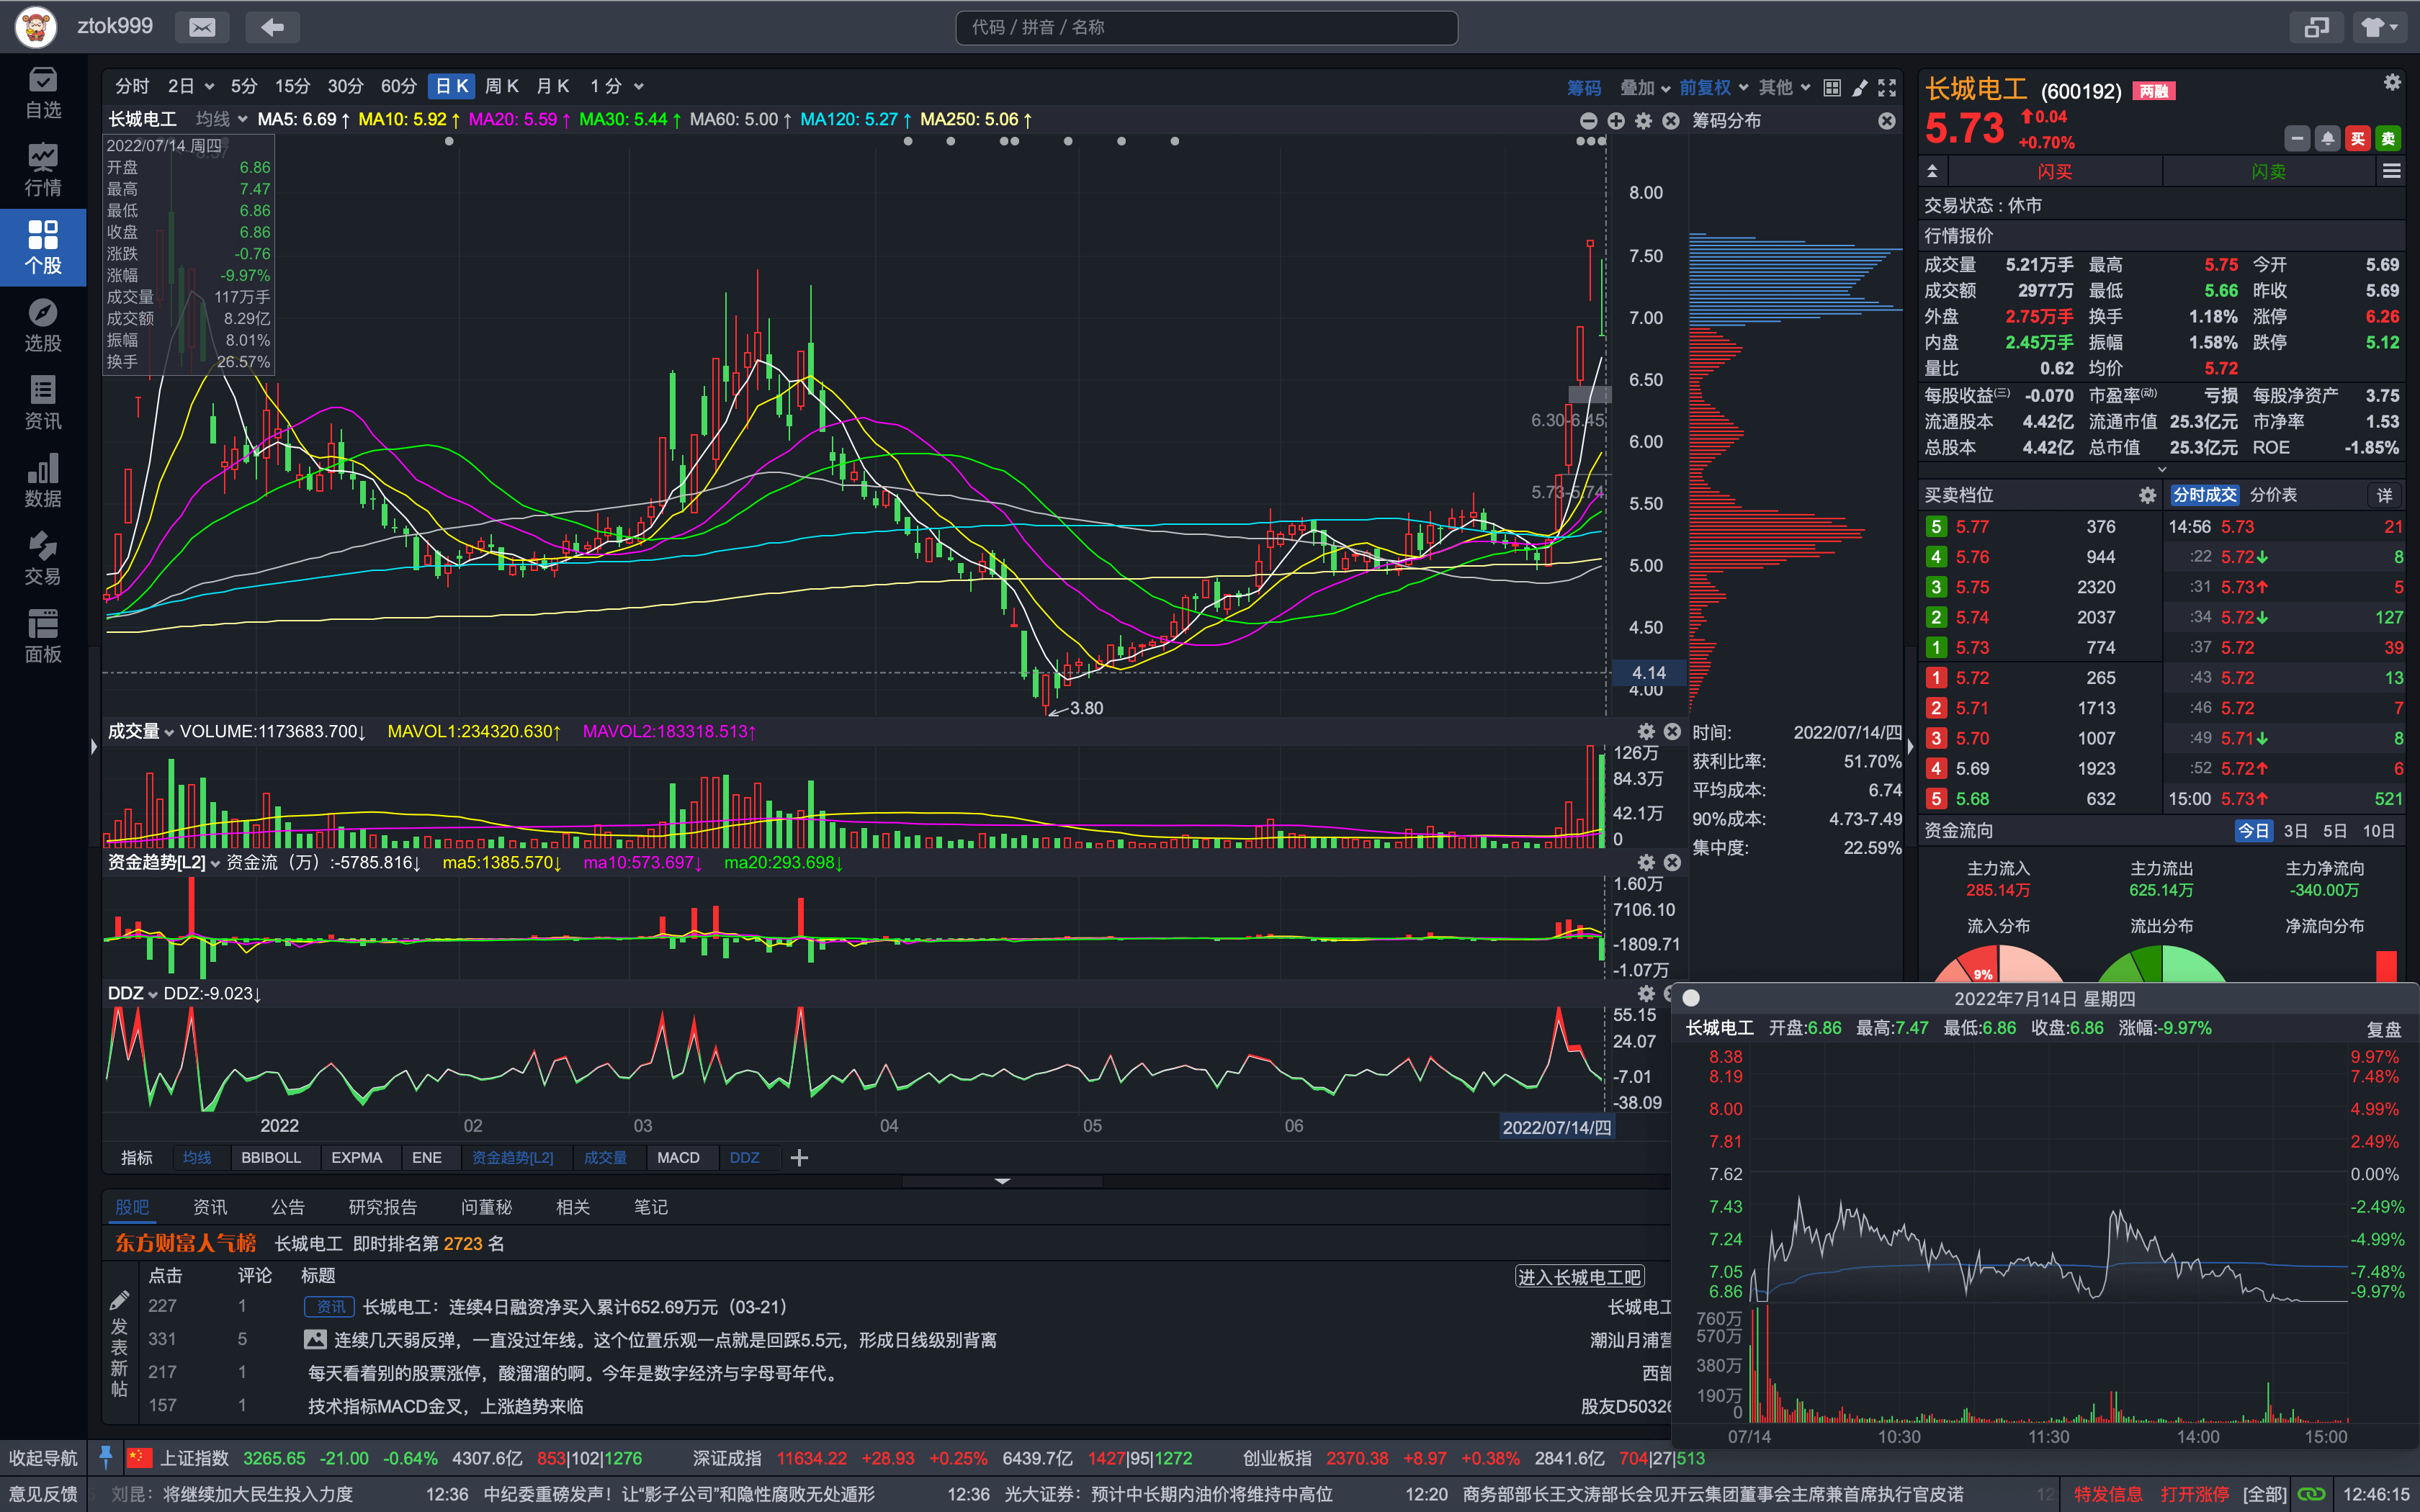 ztok999
代码 / 拼音 / 名称
自选
行情
个股
选股
资讯
数据
交易
面板
分时 2日 5分 15分 30分 60分 日K 周K 月K 1分
筹码 叠加 前复权 其他
长城电工 均线 MA5: 6.69↑ MA10: 5.92↑ MA20: 5.59↑ MA30: 5.44↑ MA60: 5.00↑ MA120: 5.27↑ MA250: 5.06↑
筹码分布
2022/07/14 周四
开盘 6.86
最高 7.47
最低 6.86
收盘 6.86
涨跌 -0.76
涨幅 -9.97%
成交量 117万手
成交额 8.29亿
振幅 8.01%
换手 26.57%
8.00
7.50
7.00
6.50
6.00
5.50
5.00
4.50
4.14
4.00
6.30-6.45
5.73-5.74
3.80
成交量 VOLUME:1173683.700↓ MAVOL1:234320.630↑ MAVOL2:183318.513↑
126万
84.3万
42.1万
0
资金趋势[L2] 资金流（万）:-5785.816↓ ma5:1385.570↓ ma10:573.697↓ ma20:293.698↓
1.60万
7106.10
-1809.71
-1.07万
DDZ DDZ:-9.023↓
55.15
24.07
-7.01
-38.09
2022 02 03 04 05 06 2022/07/14/四
指标 均线 BBIBOLL EXPMA ENE 资金趋势[L2] 成交量 MACD DDZ
时间: 2022/07/14/四
获利比率: 51.70%
平均成本: 6.74
90%成本: 4.73-7.49
集中度: 22.59%
长城电工 (600192) 两融
5.73 0.04
+0.70%
买 卖
闪买 闪卖
交易状态 : 休市
行情报价
成交量 5.21万手 最高 5.75 今开 5.69
成交额 2977万 最低 5.66 昨收 5.69
外盘 2.75万手 换手 1.18% 涨停 6.26
内盘 2.45万手 振幅 1.58% 跌停 5.12
量比 0.62 均价 5.72
每股收益(三) -0.070 市盈率(动) 亏损 每股净资产 3.75
流通股本 4.42亿 流通市值 25.3亿元 市净率 1.53
总股本 4.42亿 总市值 25.3亿元 ROE -1.85%
买卖档位 分时成交 分价表 详
5 5.77 376 14:56 5.73 21
4 5.76 944 :22 5.72↓ 8
3 5.75 2320 :31 5.73↑ 5
2 5.74 2037 :34 5.72↓ 127
1 5.73 774 :37 5.72 39
1 5.72 265 :43 5.72 13
2 5.71 1713 :46 5.72 7
3 5.70 1007 :49 5.71↓ 8
4 5.69 1923 :52 5.72↑ 6
5 5.68 632 15:00 5.73↑ 521
资金流向 今日 3日 5日 10日
主力流入 主力流出 主力净流向
285.14万 625.14万 -340.00万
流入分布 流出分布 净流向分布
9%
2022年7月14日 星期四
长城电工 开盘:6.86 最高:7.47 最低:6.86 收盘:6.86 涨幅:-9.97% 复盘
8.38 9.97%
8.19 7.48%
8.00 4.99%
7.81 2.49%
7.62 0.00%
7.43 -2.49%
7.24 -4.99%
7.05 -7.48%
6.86 -9.97%
760万
570万
380万
190万
0
07/14 10:30 11:30 14:00 15:00
股吧 资讯 公告 研究报告 问董秘 相关 笔记
东方财富人气榜 长城电工 即时排名第 2723 名
点击 评论 标题 进入长城电工吧
发表新帖
227 1 资讯 长城电工：连续4日融资净买入累计652.69万元（03-21） 长城电工
331 5 连续几天弱反弹，一直没过年线。这个位置乐观一点就是回踩5.5元，形成日线级别背离 潮汕月浦营
217 1 每天看着别的股票涨停，酸溜溜的啊。今年是数字经济与字母哥年代。 西部
157 1 技术指标MACD金叉，上涨趋势来临 股友D50326
收起导航 上证指数 3265.65 -21.00 -0.64% 4307.6亿 853|102|1276 深证成指 11634.22 +28.93 +0.25% 6439.7亿 1427|95|1272 创业板指 2370.38 +8.97 +0.38% 2841.6亿 704|27|513
意见反馈 刘昆：将继续加大民生投入力度 12:36 中纪委重磅发声！让“影子公司”和隐性腐败无处遁形 12:36 光大证券：预计中长期内油价将维持中高位 12:20 商务部部长王文涛部长会见开云集团董事会主席兼首席执行官皮诺 12 特发信息 打开涨停 [全部] 12:46:15